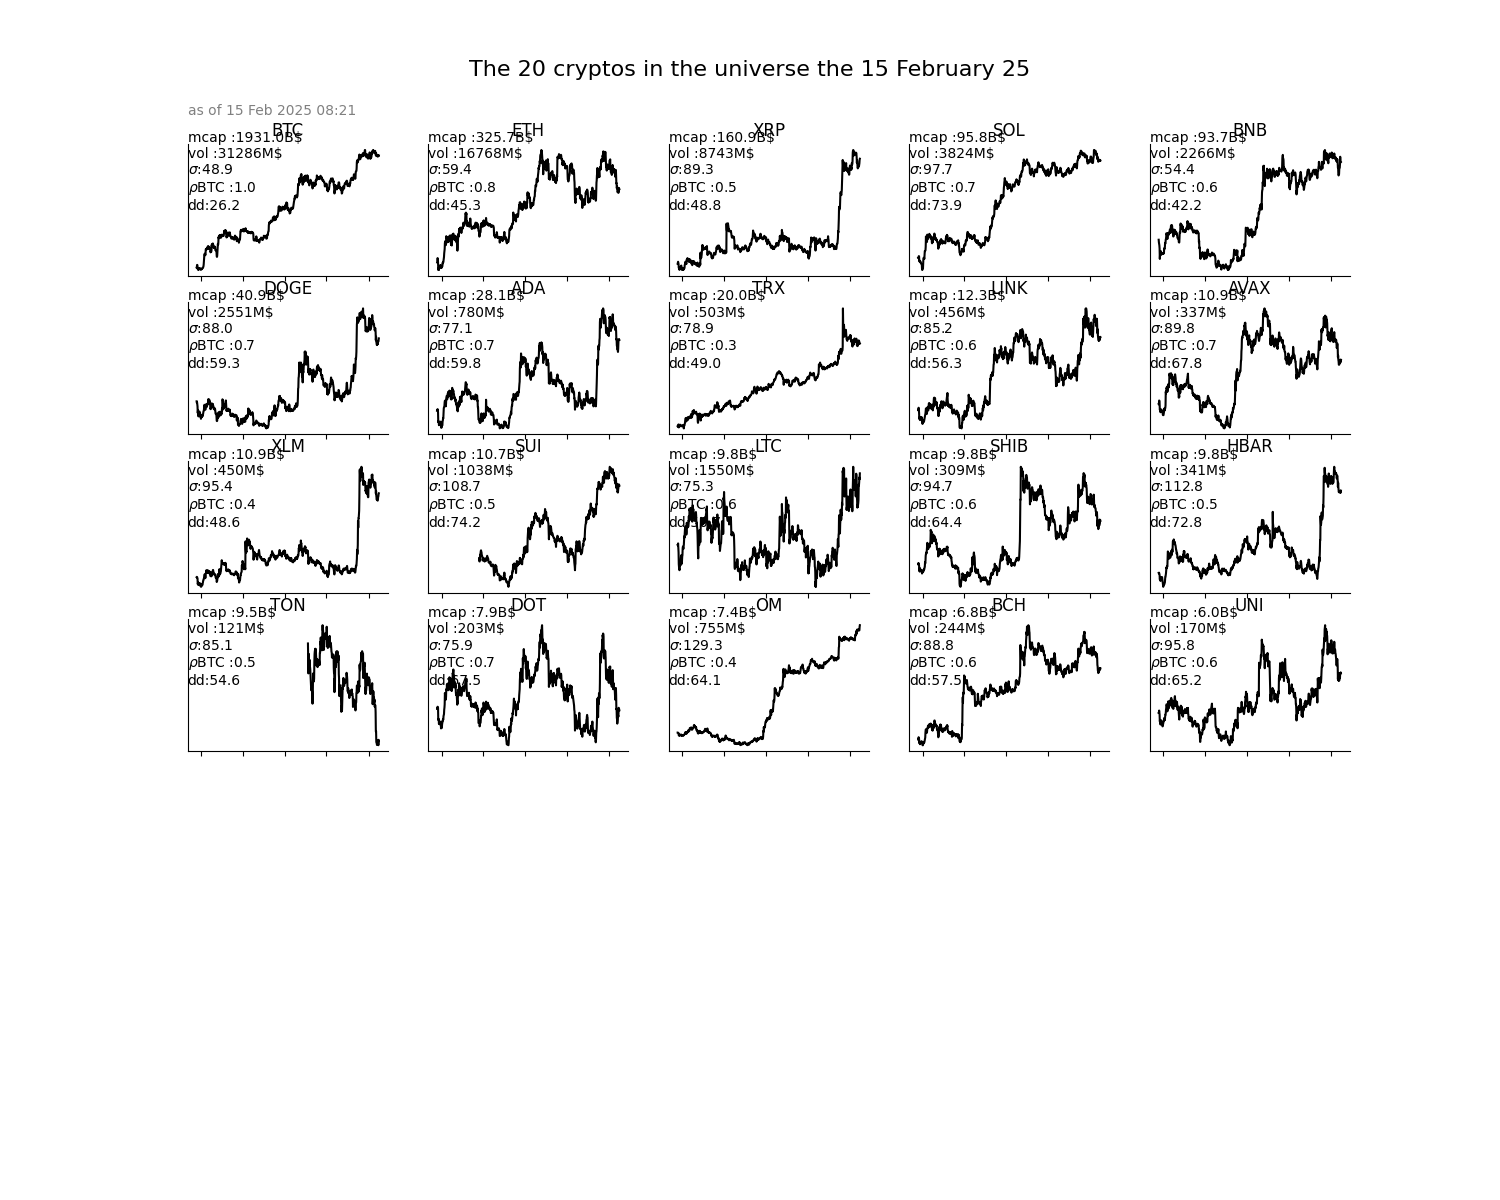 The 20 cryptos in the universe the 15 February 25
as of 15 Feb 2025 08:21
BTC
mcap :1931.0B$
vol :31286M$
σ:48.9
ρBTC :1.0
dd:26.2
ETH
mcap :325.7B$
vol :16768M$
σ:59.4
ρBTC :0.8
dd:45.3
XRP
mcap :160.9B$
vol :8743M$
σ:89.3
ρBTC :0.5
dd:48.8
SOL
mcap :95.8B$
vol :3824M$
σ:97.7
ρBTC :0.7
dd:73.9
BNB
mcap :93.7B$
vol :2266M$
σ:54.4
ρBTC :0.6
dd:42.2
DOGE
mcap :40.9B$
vol :2551M$
σ:88.0
ρBTC :0.7
dd:59.3
ADA
mcap :28.1B$
vol :780M$
σ:77.1
ρBTC :0.7
dd:59.8
TRX
mcap :20.0B$
vol :503M$
σ:78.9
ρBTC :0.3
dd:49.0
LINK
mcap :12.3B$
vol :456M$
σ:85.2
ρBTC :0.6
dd:56.3
AVAX
mcap :10.9B$
vol :337M$
σ:89.8
ρBTC :0.7
dd:67.8
XLM
mcap :10.9B$
vol :450M$
σ:95.4
ρBTC :0.4
dd:48.6
SUI
mcap :10.7B$
vol :1038M$
σ:108.7
ρBTC :0.5
dd:74.2
LTC
mcap :9.8B$
vol :1550M$
σ:75.3
ρBTC :0.6
SHIB
mcap :9.8B$
vol :309M$
σ:94.7
ρBTC :0.6
dd:64.4
HBAR
mcap :9.8B$
vol :341M$
σ:112.8
ρBTC :0.5
dd:72.8
TON
mcap :9.5B$
vol :121M$
σ:85.1
ρBTC :0.5
dd:54.6
DOT
mcap :7.9B$
vol :203M$
σ:75.9
ρBTC :0.7
dd:67.5
OM
mcap :7.4B$
vol :755M$
σ:129.3
ρBTC :0.4
dd:64.1
BCH
mcap :6.8B$
vol :244M$
σ:88.8
ρBTC :0.6
dd:57.5
UNI
mcap :6.0B$
vol :170M$
σ:95.8
ρBTC :0.6
dd:65.2